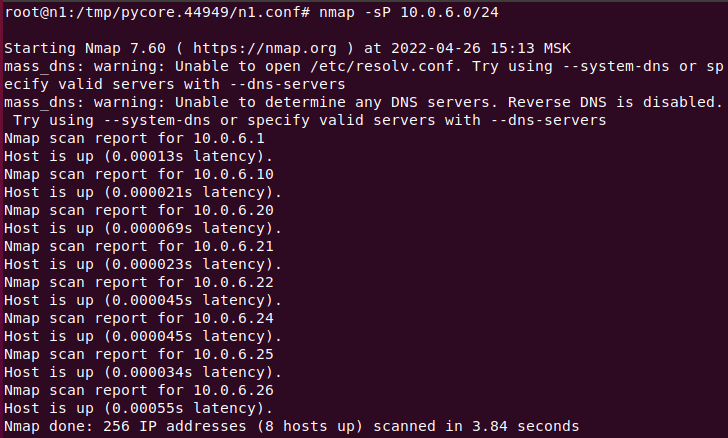 root@n1:/tmp/pycore.44949/n1.conf# nmap -sP 10.0.6.0/24
Starting Nmap 7.60 ( https://nmap.org ) at 2022-04-26 15:13 MSK
mass_dns: warning: Unable to open /etc/resolv.conf. Try using --system-dns or sp
ecify valid servers with --dns-servers
mass_dns: warning: Unable to determine any DNS servers. Reverse DNS is disabled.
 Try using --system-dns or specify valid servers with --dns-servers
Nmap scan report for 10.0.6.1
Host is up (0.00013s latency).
Nmap scan report for 10.0.6.10
Host is up (0.000021s latency).
Nmap scan report for 10.0.6.20
Host is up (0.000069s latency).
Nmap scan report for 10.0.6.21
Host is up (0.000023s latency).
Nmap scan report for 10.0.6.22
Host is up (0.000045s latency).
Nmap scan report for 10.0.6.24
Host is up (0.000045s latency).
Nmap scan report for 10.0.6.25
Host is up (0.000034s latency).
Nmap scan report for 10.0.6.26
Host is up (0.00055s latency).
Nmap done: 256 IP addresses (8 hosts up) scanned in 3.84 seconds